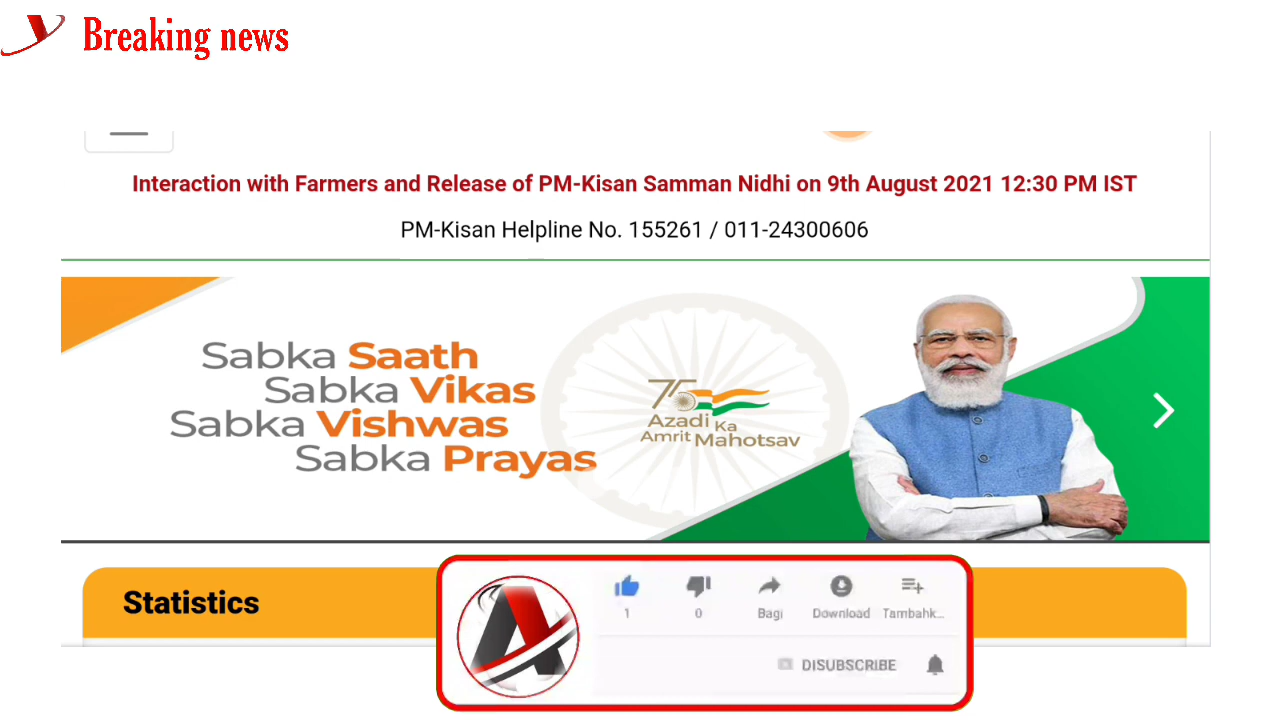 Breaking news
Interaction with Farmers and Release of PM-Kisan Samman Nidhi on 9th August 2021 12:30 PM IST
PM-Kisan Helpline No. 155261 / 011-24300606
Sabka Saath
Sabka Vikas
Sabka Vishwas
Sabka Prayas
75
Azadi Ka
Amrit Mahotsav
Statistics
1 0 Bagi Download Tambahk...
DISUBSCRIBE